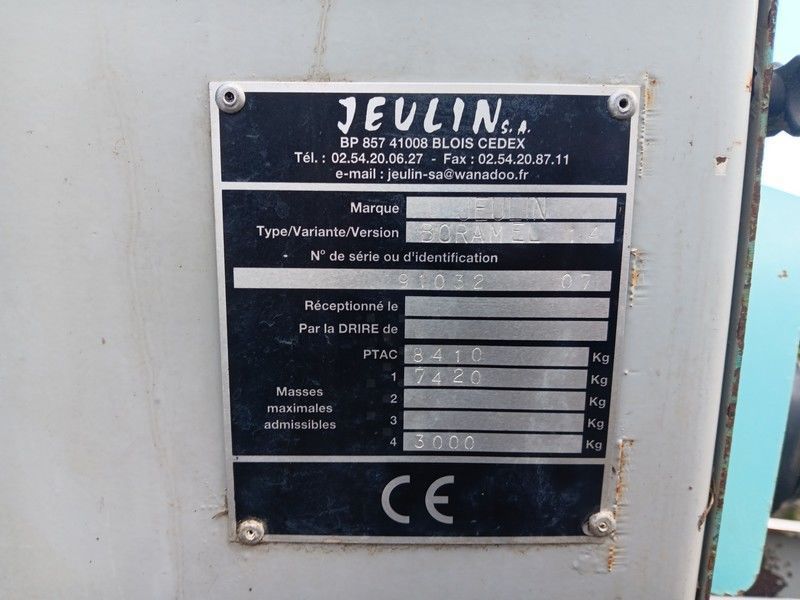 JEULIN S.A.
BP 857 41008 BLOIS CEDEX
Tél. : 02.54.20.06.27 - Fax : 02.54.20.87.11
e-mail : jeulin-sa@wanadoo.fr
Marque JEULIN
Type/Variante/Version BORAMEL 14
N° de série ou d'identification
91032 07
Réceptionné le
Par la DRIRE de
PTAC 8410 Kg
Masses maximales admissibles
1 7420 Kg
2 Kg
3 Kg
4 3000 Kg
CE